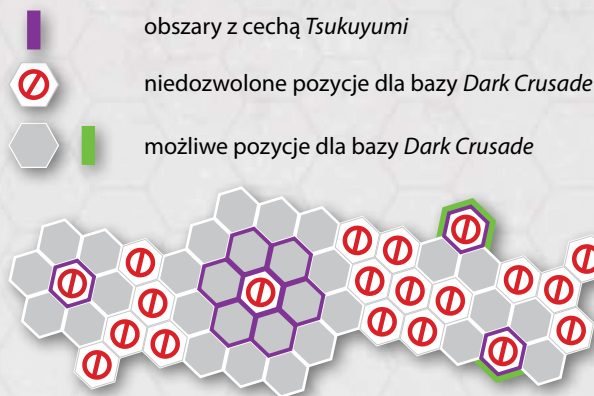 obszary z cechą Tsukuyumi
niedozwolone pozycje dla bazy Dark Crusade
możliwe pozycje dla bazy Dark Crusade